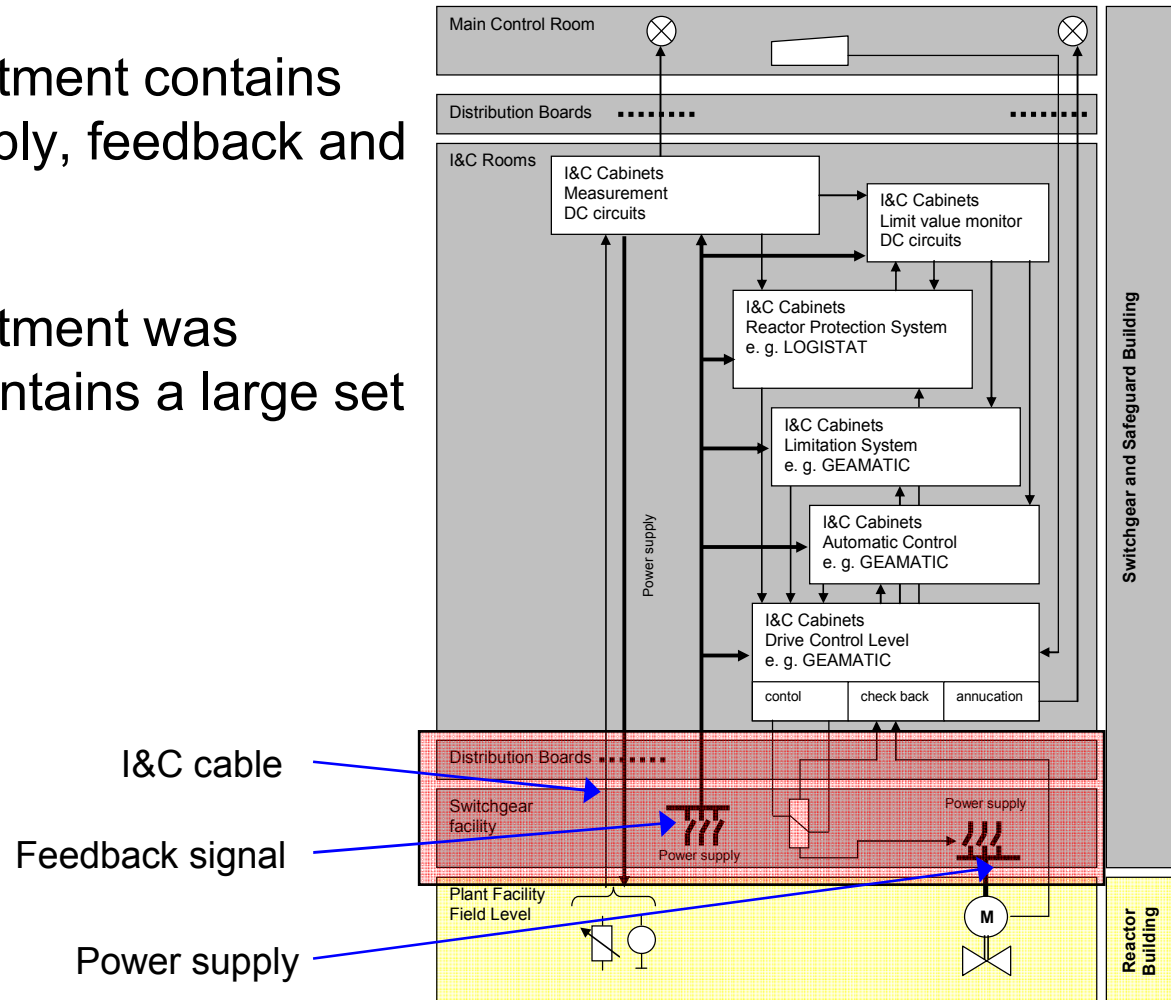 tment contains
ply, feedback and
tment was
ntains a large set
I&C cable
Feedback signal
Power supply
Main Control Room
Distribution Boards
I&C Rooms
I&C Cabinets
Measurement
DC circuits
I&C Cabinets
Limit value monitor
DC circuits
I&C Cabinets
Reactor Protection System
e. g. LOGISTAT
I&C Cabinets
Limitation System
e. g. GEAMATIC
I&C Cabinets
Automatic Control
e. g. GEAMATIC
Power supply
I&C Cabinets
Drive Control Level
e. g. GEAMATIC
contol
check back
annucation
Distribution Boards
Switchgear
facility
Power supply
Power supply
Plant Facility
Field Level
M
Switchgear and Safeguard Building
Reactor
Building